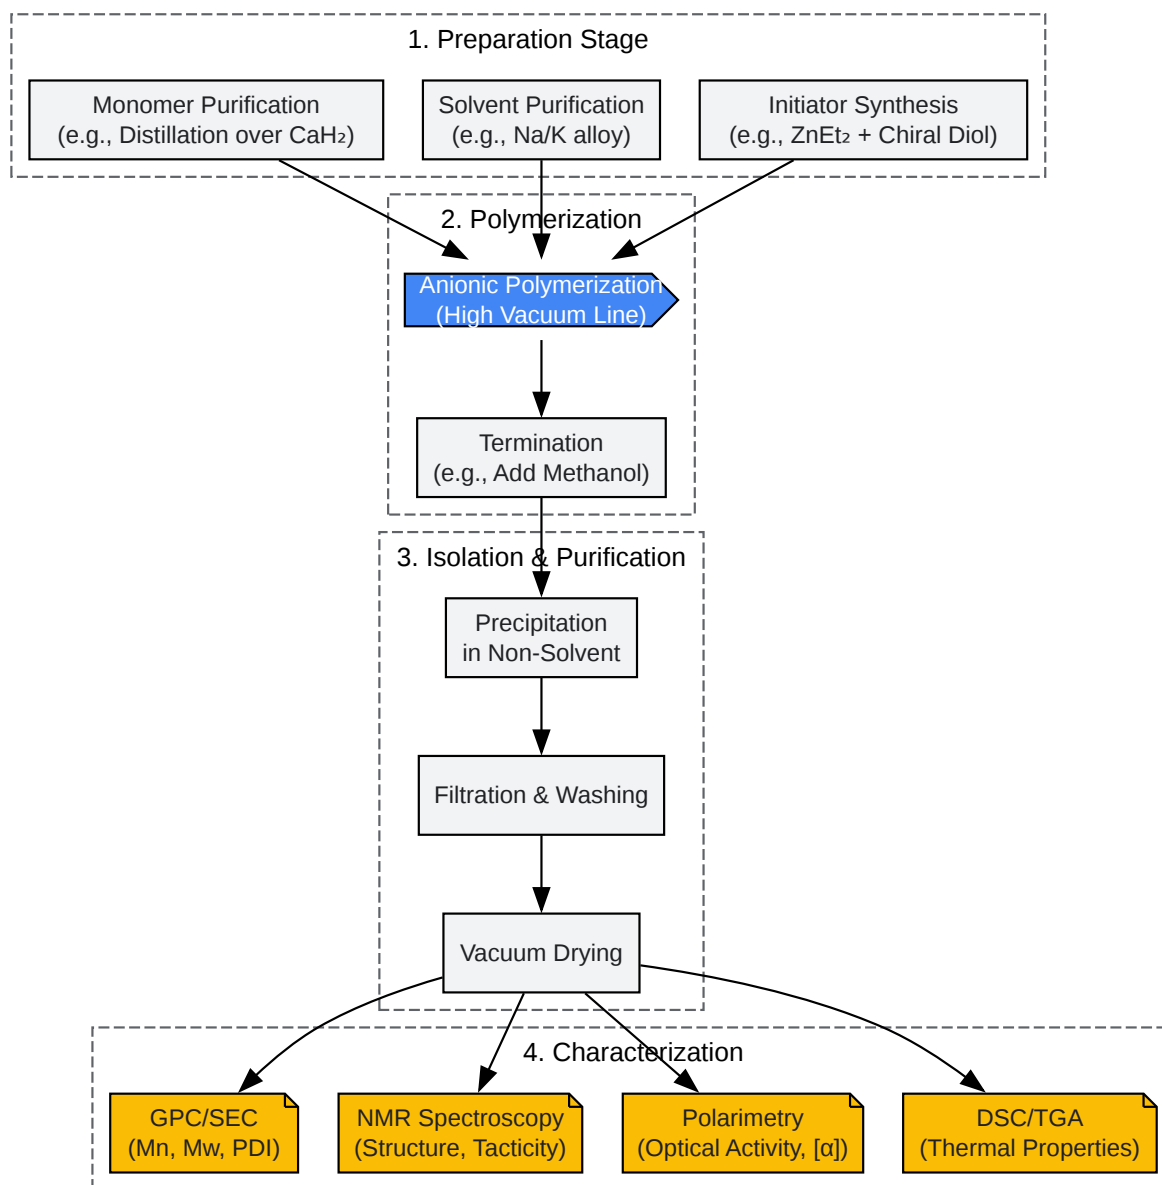 1. Preparation Stage
Monomer Purification
(e.g., Distillation over CaH₂)
Solvent Purification
(e.g., Na/K alloy)
Initiator Synthesis
(e.g., ZnEt₂ + Chiral Diol)
2. Polymerization
Anionic Polymerization
(High Vacuum Line)
Termination
(e.g., Add Methanol)
3. Isolation & Purification
Precipitation
in Non-Solvent
Filtration & Washing
Vacuum Drying
4. Characterization
GPC/SEC
(Mn, Mw, PDI)
NMR Spectroscopy
(Structure, Tacticity)
Polarimetry
(Optical Activity, [α])
DSC/TGA
(Thermal Properties)